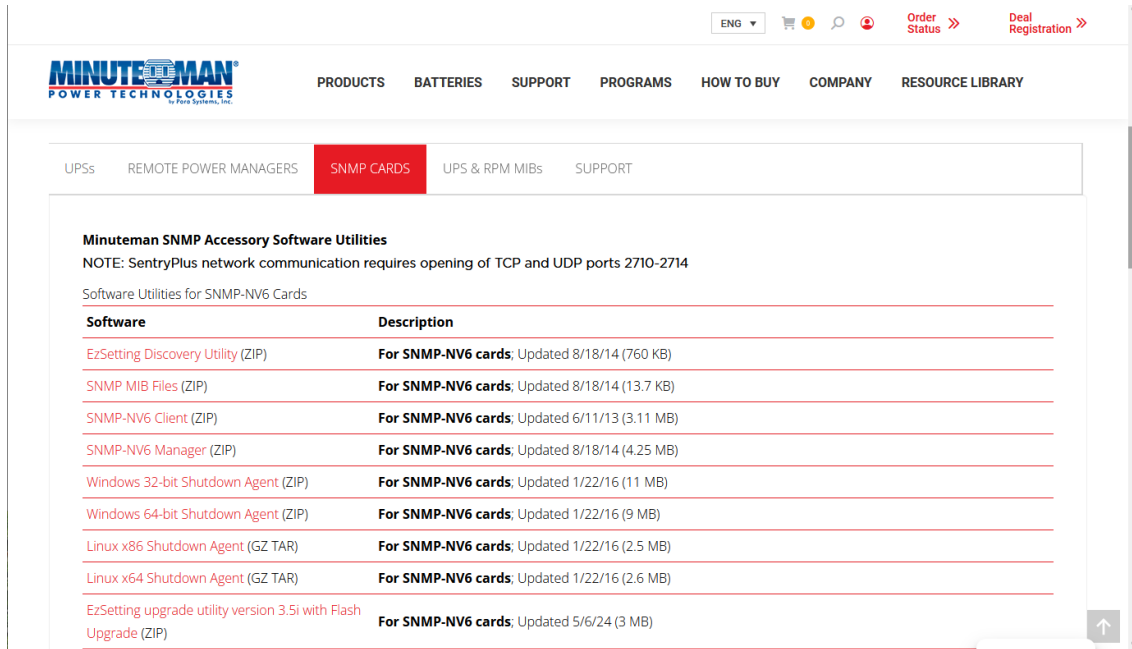 ENG ▼
0
Order
Status
Deal
Registration
MINUTEMAN®
POWER TECHNOLOGIES
by Para Systems, Inc.
PRODUCTS BATTERIES SUPPORT PROGRAMS HOW TO BUY COMPANY RESOURCE LIBRARY
UPSs REMOTE POWER MANAGERS SNMP CARDS UPS & RPM MIBs SUPPORT
Minuteman SNMP Accessory Software Utilities
NOTE: SentryPlus network communication requires opening of TCP and UDP ports 2710-2714
Software Utilities for SNMP-NV6 Cards
Software Description
EzSetting Discovery Utility (ZIP) For SNMP-NV6 cards; Updated 8/18/14 (760 KB)
SNMP MIB Files (ZIP) For SNMP-NV6 cards; Updated 8/18/14 (13.7 KB)
SNMP-NV6 Client (ZIP) For SNMP-NV6 cards; Updated 6/11/13 (3.11 MB)
SNMP-NV6 Manager (ZIP) For SNMP-NV6 cards; Updated 8/18/14 (4.25 MB)
Windows 32-bit Shutdown Agent (ZIP) For SNMP-NV6 cards; Updated 1/22/16 (11 MB)
Windows 64-bit Shutdown Agent (ZIP) For SNMP-NV6 cards; Updated 1/22/16 (9 MB)
Linux x86 Shutdown Agent (GZ TAR) For SNMP-NV6 cards; Updated 1/22/16 (2.5 MB)
Linux x64 Shutdown Agent (GZ TAR) For SNMP-NV6 cards; Updated 1/22/16 (2.6 MB)
EzSetting upgrade utility version 3.5i with Flash
Upgrade (ZIP)
For SNMP-NV6 cards; Updated 5/6/24 (3 MB)